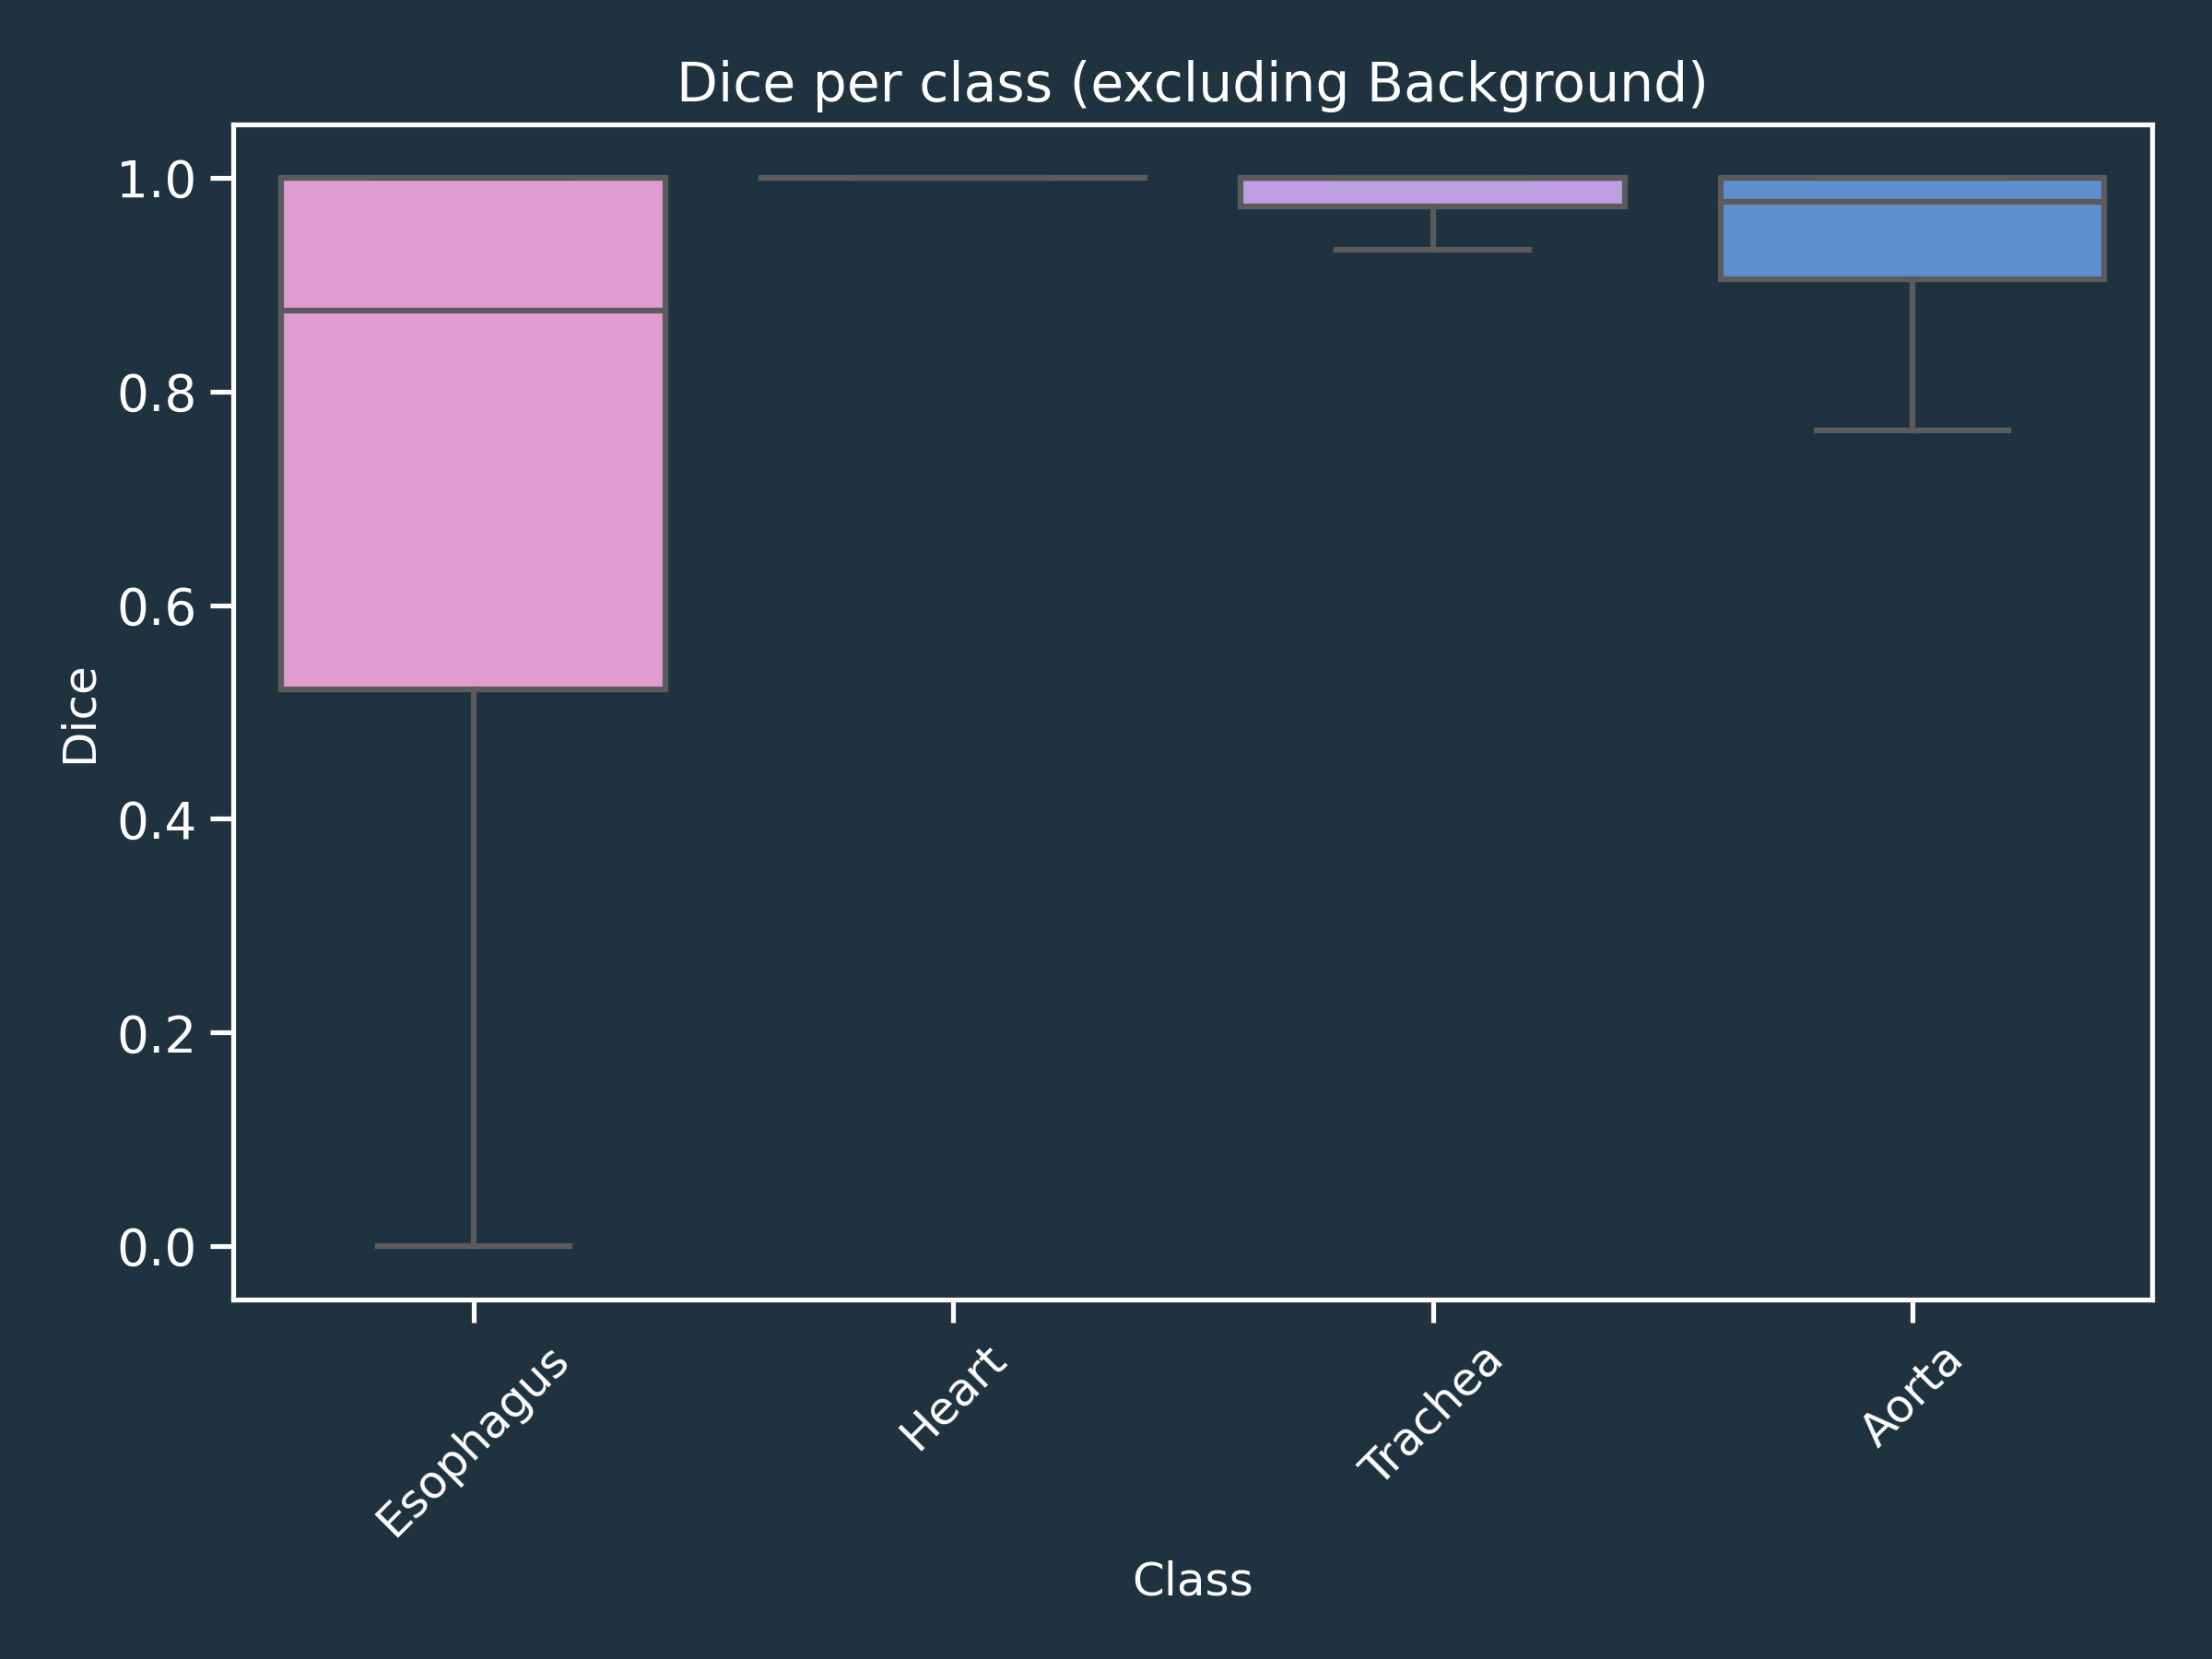 Dice per class (excluding Background)
1.0
0.8
0.6
0.4
0.2
0.0
Dice
Esophagus
Heart
Trachea
Aorta
Class